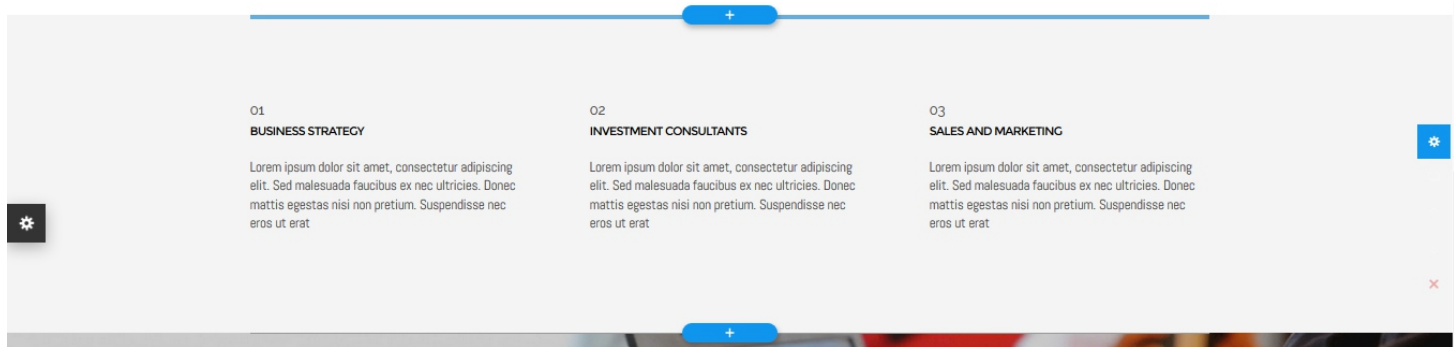 01
BUSINESS STRATEGY
Lorem ipsum dolor sit amet, consectetur adipiscing
elit. Sed malesuada faucibus ex nec ultricies. Donec
mattis egestas nisi non pretium. Suspendisse nec
eros ut erat
02
INVESTMENT CONSULTANTS
Lorem ipsum dolor sit amet, consectetur adipiscing
elit. Sed malesuada faucibus ex nec ultricies. Donec
mattis egestas nisi non pretium. Suspendisse nec
eros ut erat
03
SALES AND MARKETING
Lorem ipsum dolor sit amet, consectetur adipiscing
elit. Sed malesuada faucibus ex nec ultricies. Donec
mattis egestas nisi non pretium. Suspendisse nec
eros ut erat